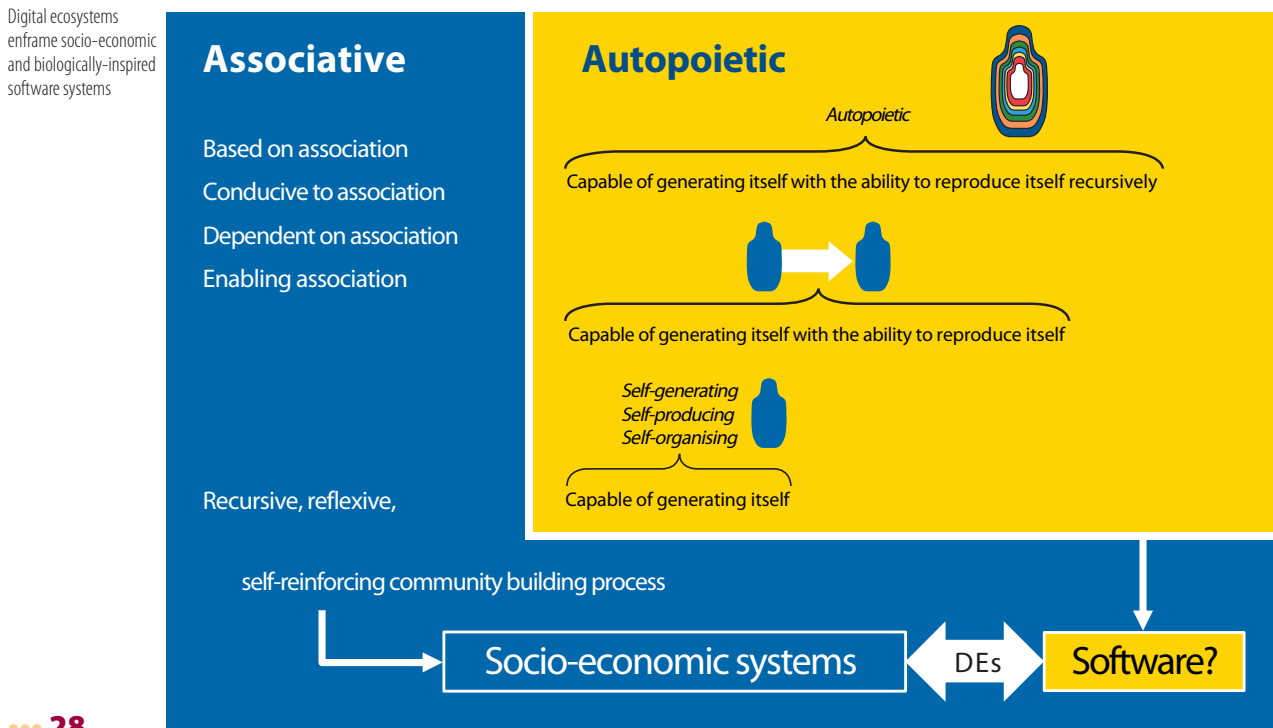 Digital ecosystems
enframe socio-economic
and biologically-inspired
software systems
Associative
Based on association
Conducive to association
Dependent on association
Enabling association
Recursive, reflexive,
self-reinforcing community building process
Autopoietic
Autopoietic
Capable of generating itself with the ability to reproduce itself recursively
Capable of generating itself with the ability to reproduce itself
Self-generating
Self-producing
Self-organising
Capable of generating itself
Socio-economic systems
DEs
Software?
28